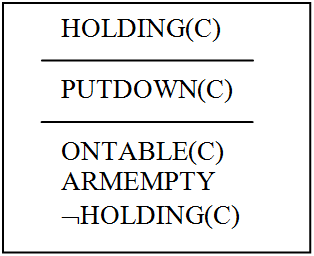 HOLDING(C)
PUTDOWN(C)
ONTABLE(C)
ARMEMPTY
¬HOLDING(C)